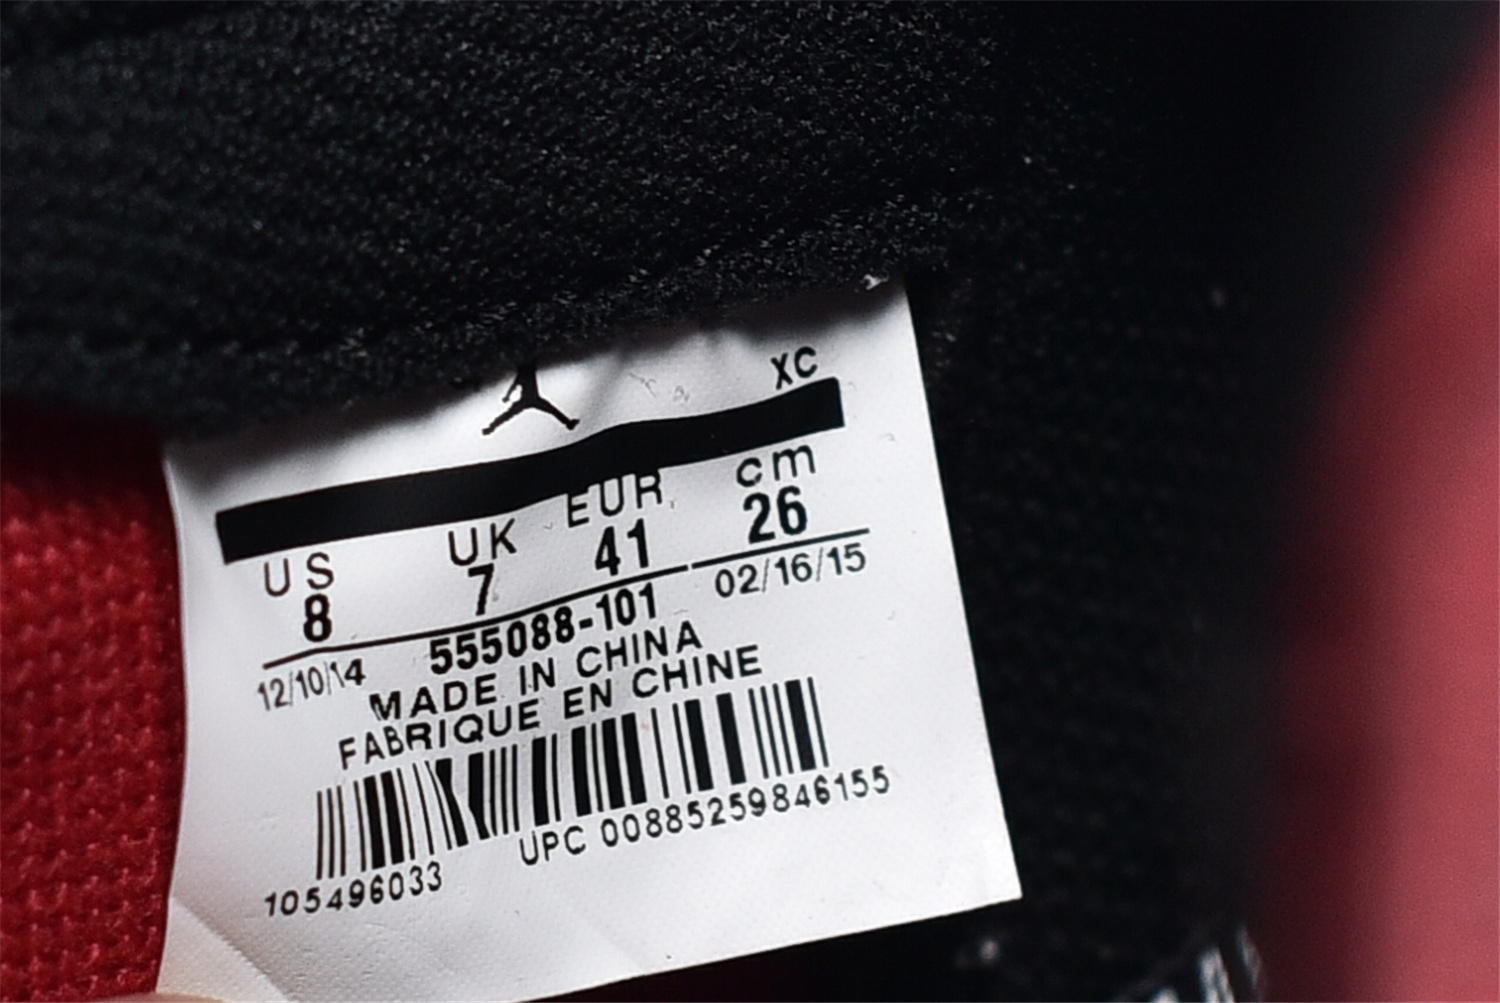 XC
US UK EUR cm
8 7 41 26
12/10/14 555088-101 02/16/15
MADE IN CHINA
FABRIQUE EN CHINE
105496033 UPC 00885259846155